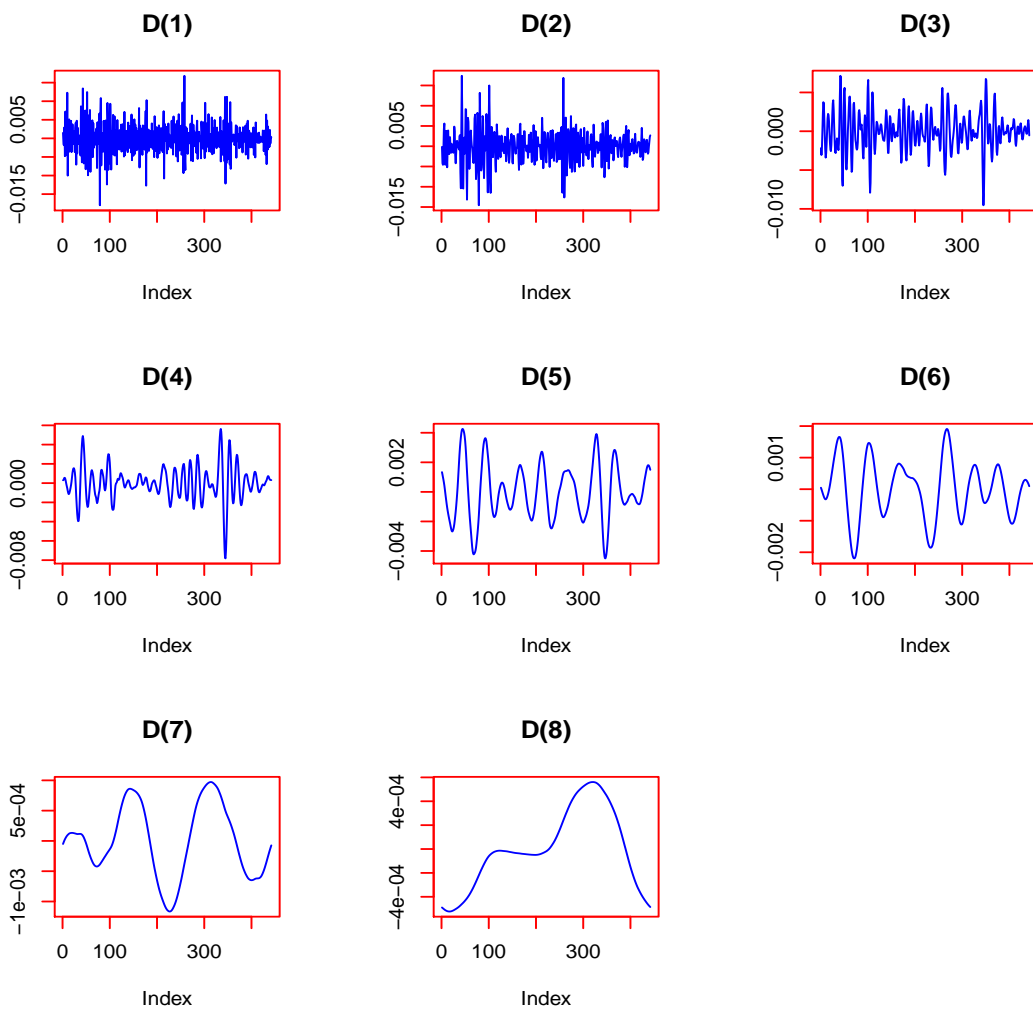 D(1)
0.005
−0.015
0 100 300
Index
D(2)
0.005
−0.015
0 100 300
Index
D(3)
0.000
−0.010
0 100 300
Index
D(4)
0.000
−0.008
0 100 300
Index
D(5)
0.002
−0.004
0 100 300
Index
D(6)
0.001
−0.002
0 100 300
Index
D(7)
5e−04
−1e−03
0 100 300
Index
D(8)
4e−04
−4e−04
0 100 300
Index